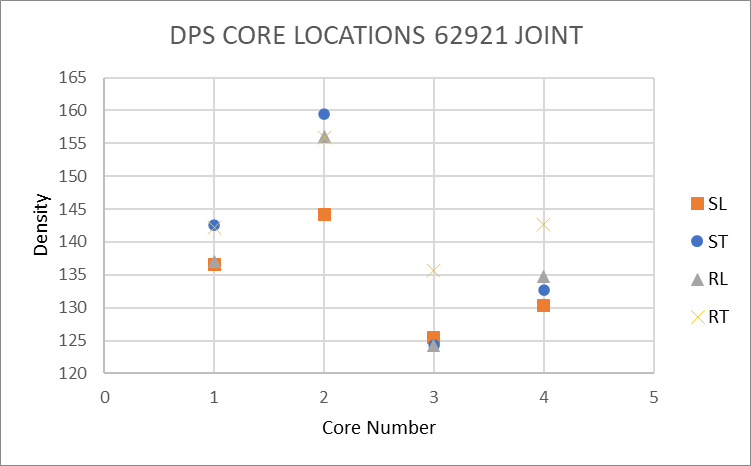 DPS CORE LOCATIONS 62921 JOINT
165
160
155
150
145
140
135
130
125
120
0 1 2 3 4 5
Density
Core Number
SL
ST
RL
RT